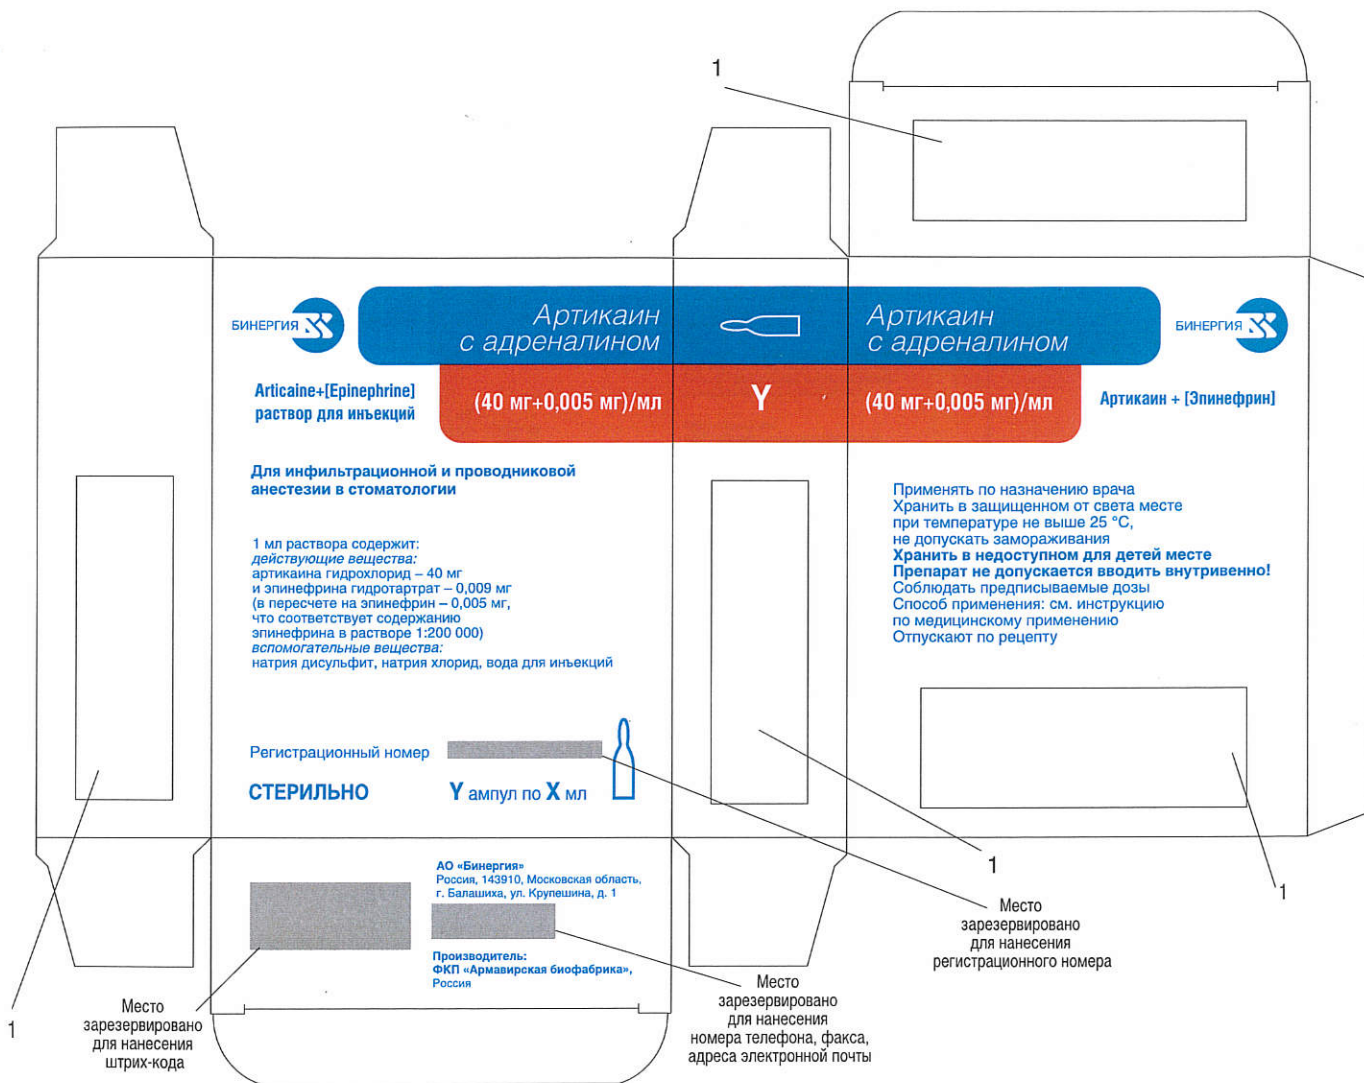 1
БИНЕРГИЯ
Артикаин
с адреналином
Articaine+[Epinephrine]
раствор для инъекций
(40 мг+0,005 мг)/мл
Для инфильтрационной и проводниковой
анестезии в стоматологии
1 мл раствора содержит:
действующие вещества:
артикаина гидрохлорид – 40 мг
и эпинефрина гидротартрат – 0,009 мг
(в пересчете на эпинефрин – 0,005 мг,
что соответствует содержанию
эпинефрина в растворе 1:200 000)
вспомогательные вещества:
натрия дисульфит, натрия хлорид, вода для инъекций
Регистрационный номер
СТЕРИЛЬНО
Y ампул по X мл
Y
Артикаин
с адреналином
БИНЕРГИЯ
(40 мг+0,005 мг)/мл
Артикаин + [Эпинефрин]
Применять по назначению врача
Хранить в защищенном от света месте
при температуре не выше 25 °С,
не допускать замораживания
Хранить в недоступном для детей месте
Препарат не допускается вводить внутривенно!
Соблюдать предписываемые дозы
Способ применения: см. инструкцию
по медицинскому применению
Отпускают по рецепту
АО «Бинергия»
Россия, 143910, Московская область,
г. Балашиха, ул. Крупешина, д. 1
Производитель:
ФКП «Армавирская биофабрика»,
Россия
1
1
1
Место
зарезервировано
для нанесения
штрих-кода
Место
зарезервировано
для нанесения
номера телефона, факса,
адреса электронной почты
Место
зарезервировано
для нанесения
регистрационного номера